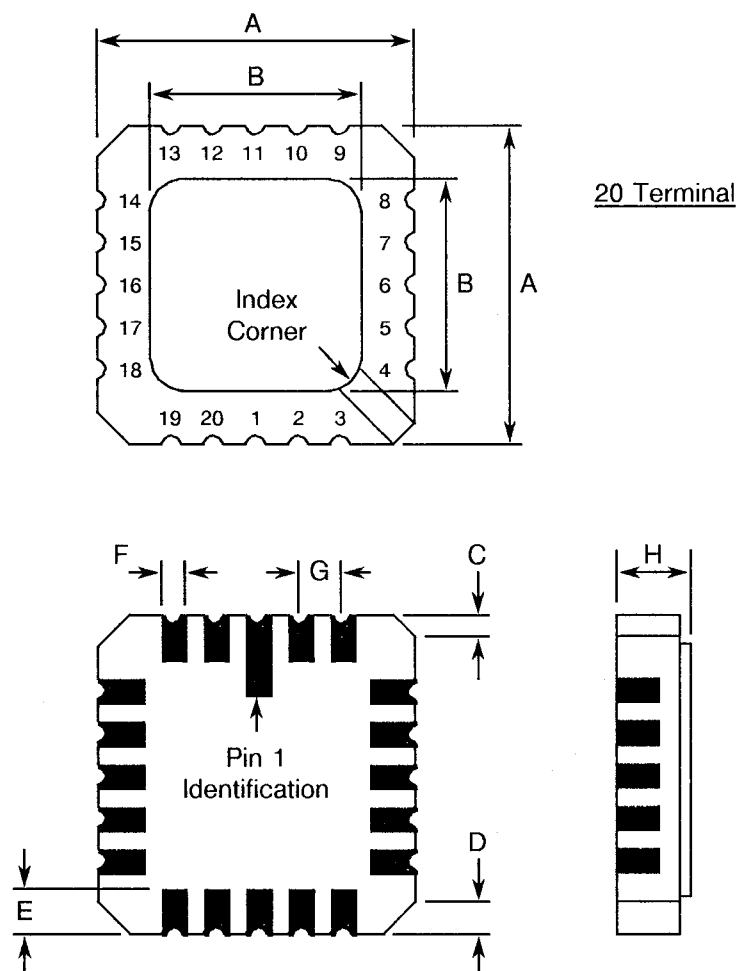 A
B
13 12 11 10 9
20 Terminal
14 8
15 7
16 6
17 5
18 4
Index
Corner
B
A
19 20 1 2 3
F
G
C
H
Pin 1
Identification
D
E